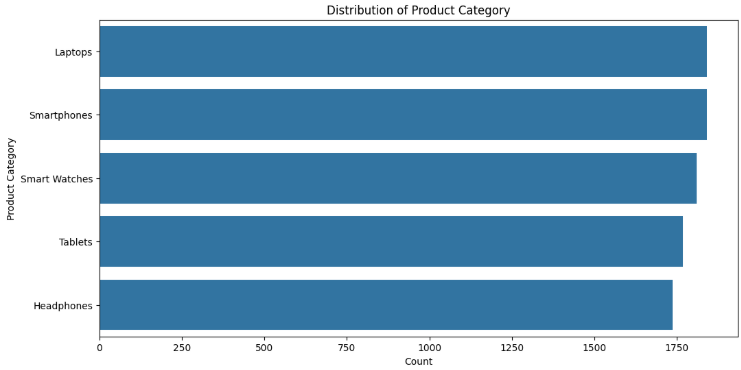 Distribution of Product Category
Product Category
Laptops
Smartphones
Smart Watches
Tablets
Headphones
0 250 500 750 1000 1250 1500 1750
Count